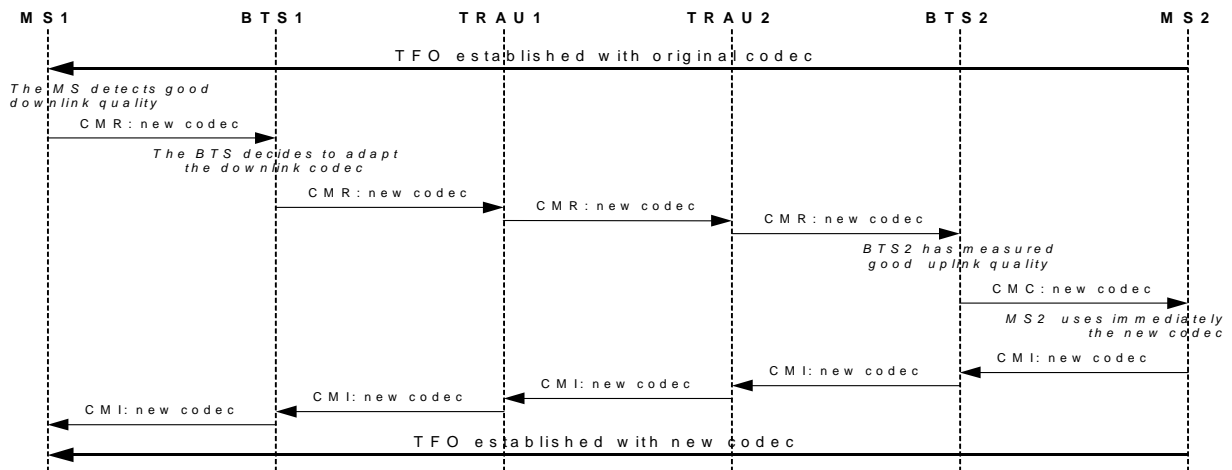 MS1 BTS1 TRAU1 TRAU2 BTS2 MS2
TFO established with original codec
The MS detects good
downlink quality
CMR: new codec
The BTS decides to adapt
the downlink codec
CMR: new codec
CMR: new codec
CMR: new codec
BTS2 has measured
good uplink quality
CMC: new codec
MS2 uses immediately
the new codec
CMI: new codec
CMI: new codec
CMI: new codec
CMI: new codec
CMI: new codec
TFO established with new codec